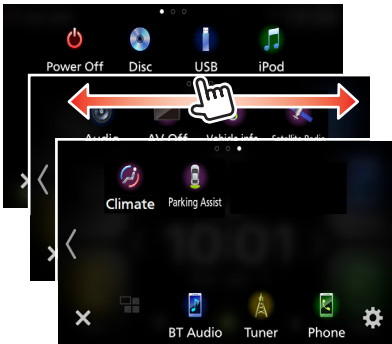 Power Off Disc USB iPod
Audio AV Off Vehicle info Satellite Radio
Climate Parking Assist
10:01
BT Audio Tuner Phone